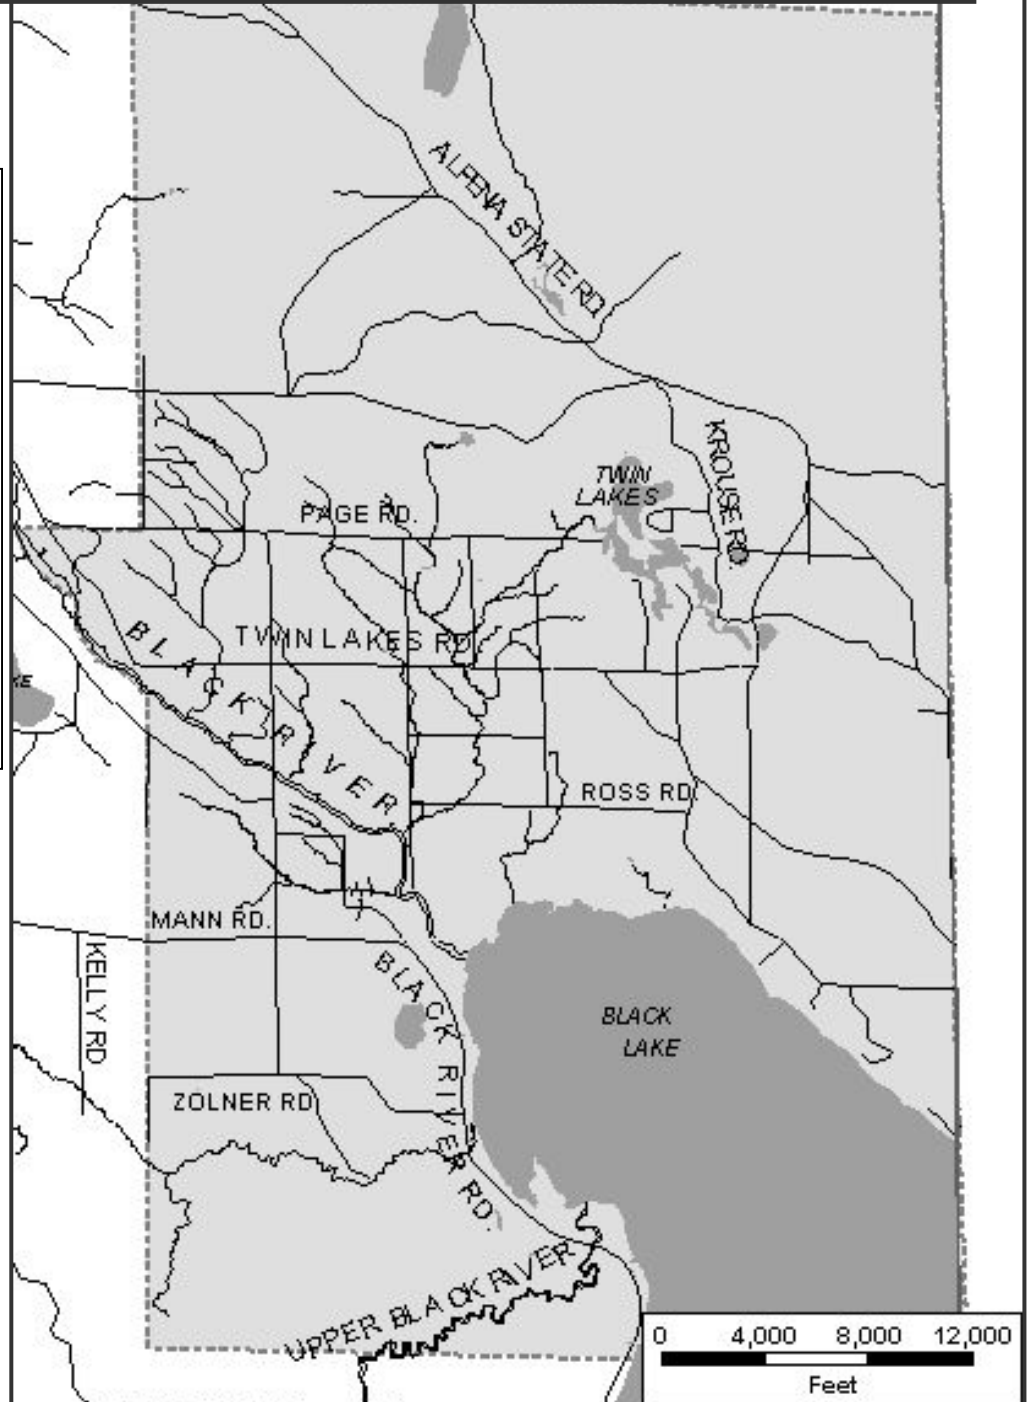 ALPENA STATE RD.
KROUSE RD.
TWIN
LAKES
PAGE RD.
BLACK RIVER
TWIN LAKES RD.
KE
ROSS RD.
MANN RD.
KELLY RD
BLACK RIVER RD.
BLACK
LAKE
ZOLNER RD
UPPER BLACK RIVER
0 4,000 8,000 12,000
Feet